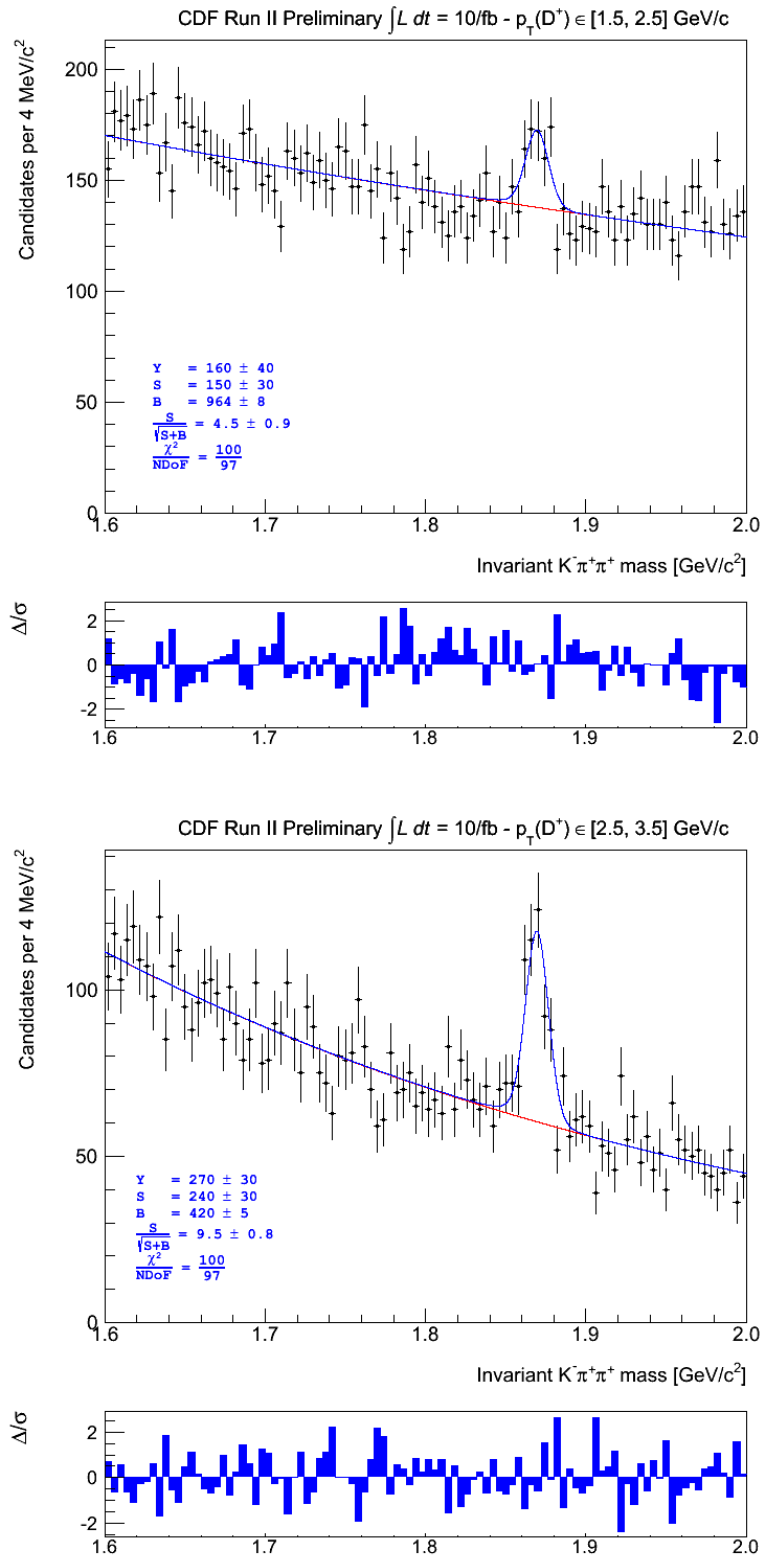 CDF Run II Preliminary ∫L dt = 10/fb - p_T(D⁺) ∈ [1.5, 2.5] GeV/c
Candidates per 4 MeV/c²
200
150
100
50
0
Y = 160 ± 40
S = 150 ± 30
B = 964 ± 8
S/√S+B = 4.5 ± 0.9
χ²/NDoF = 100/97
1.6 1.7 1.8 1.9 2.0
Invariant K⁻π⁺π⁺ mass [GeV/c²]
Δ/σ
2
0
-2
1.6 1.7 1.8 1.9 2.0
CDF Run II Preliminary ∫L dt = 10/fb - p_T(D⁺) ∈ [2.5, 3.5] GeV/c
Candidates per 4 MeV/c²
100
50
0
Y = 270 ± 30
S = 240 ± 30
B = 420 ± 5
S/√S+B = 9.5 ± 0.8
χ²/NDoF = 100/97
1.6 1.7 1.8 1.9 2.0
Invariant K⁻π⁺π⁺ mass [GeV/c²]
Δ/σ
2
0
-2
1.6 1.7 1.8 1.9 2.0